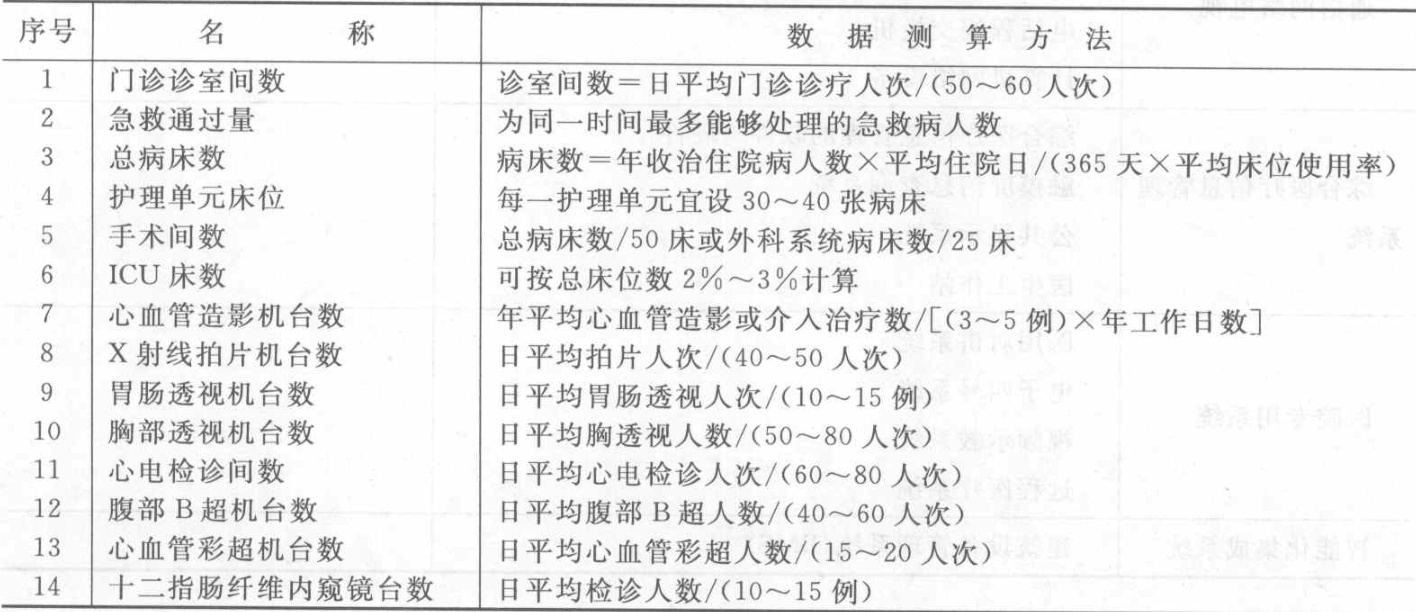 序号 名 称 数 据 测 算 方 法
1 门诊诊室间数 诊室间数=日平均门诊诊疗人次/(50～60 人次)
2 急救通过量 为同一时间最多能够处理的急救病人数
3 总病床数 病床数=年收治住院病人数×平均住院日/(365 天×平均床位使用率)
4 护理单元床位 每一护理单元宜设 30～40 张病床
5 手术间数 总病床数/50 床或外科系统病床数/25 床
6 ICU 床数 可按总床位数 2%～3%计算
7 心血管造影机台数 年平均心血管造影或介入治疗数/[(3～5 例)×年工作日数]
8 X 射线拍片机台数 日平均拍片人次/(40～50 人次)
9 胃肠透视机台数 日平均胃肠透视人次/(10～15 例)
10 胸部透视机台数 日平均胸透视人数/(50～80 人次)
11 心电检诊间数 日平均心电检诊人次/(60～80 人次)
12 腹部 B 超机台数 日平均腹部 B 超人数/(40～60 人次)
13 心血管彩超机台数 日平均心血管彩超人数/(15～20 人次)
14 十二指肠纤维内窥镜台数 日平均检诊人数/(10～15 例)